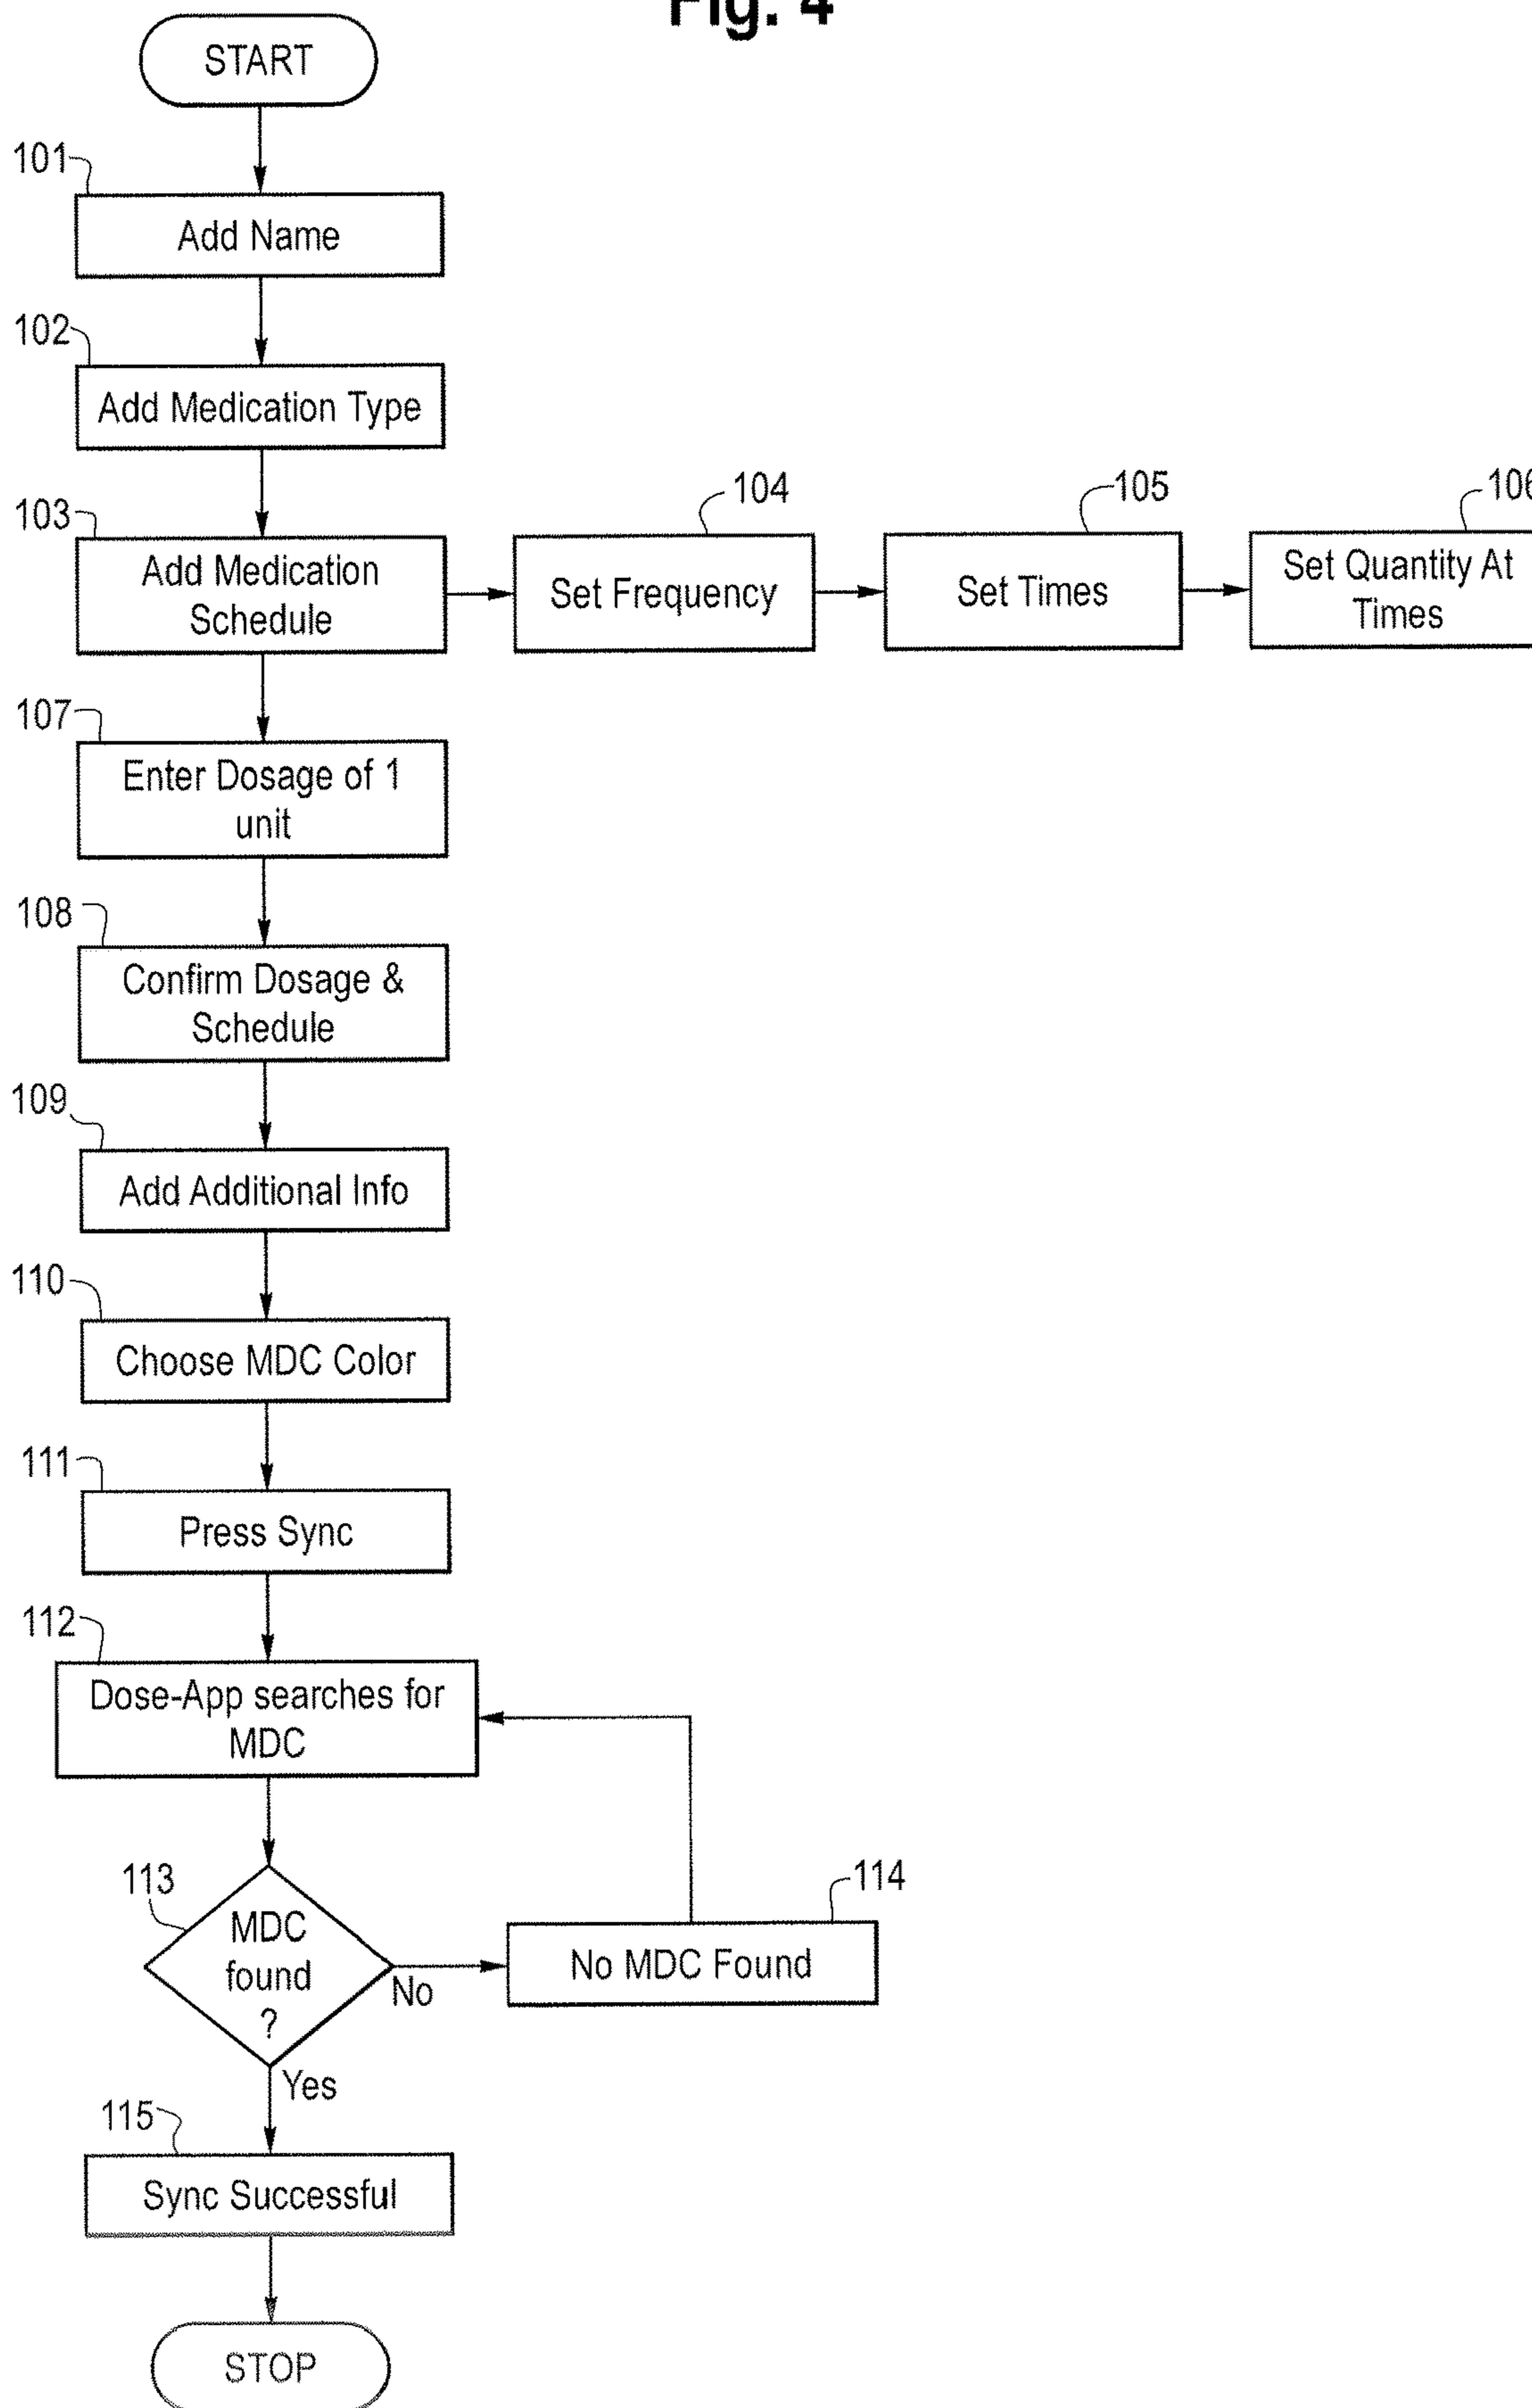 Fig. 4
START
101
Add Name
102
Add Medication Type
103
Add Medication
Schedule
104
Set Frequency
105
Set Times
106
Set Quantity At
Times
107
Enter Dosage of 1
unit
108
Confirm Dosage &
Schedule
109
Add Additional Info
110
Choose MDC Color
111
Press Sync
112
Dose-App searches for
MDC
113
MDC
found
?
No
114
No MDC Found
Yes
115
Sync Successful
STOP